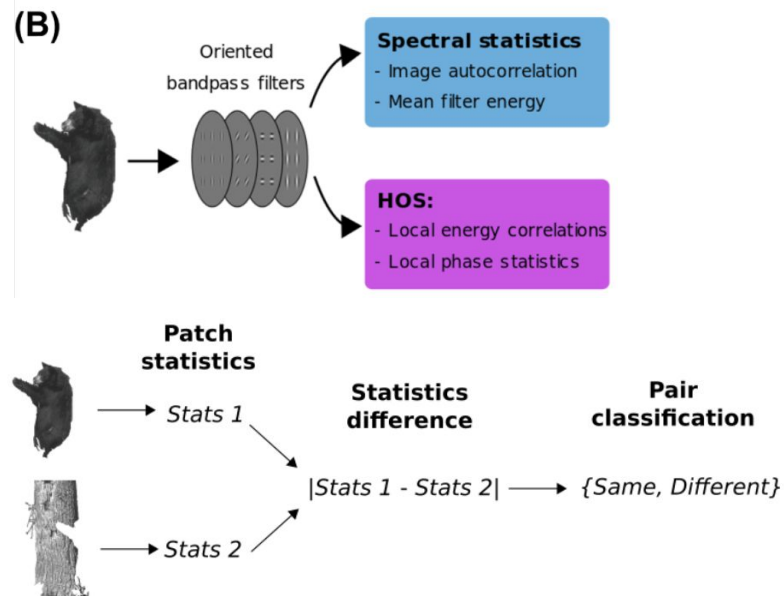 (B)
Oriented
bandpass filters
Spectral statistics
- Image autocorrelation
- Mean filter energy
HOS:
- Local energy correlations
- Local phase statistics
Patch
statistics
Statistics
difference
Pair
classification
Stats 1
|Stats 1 - Stats 2|
{Same, Different}
Stats 2